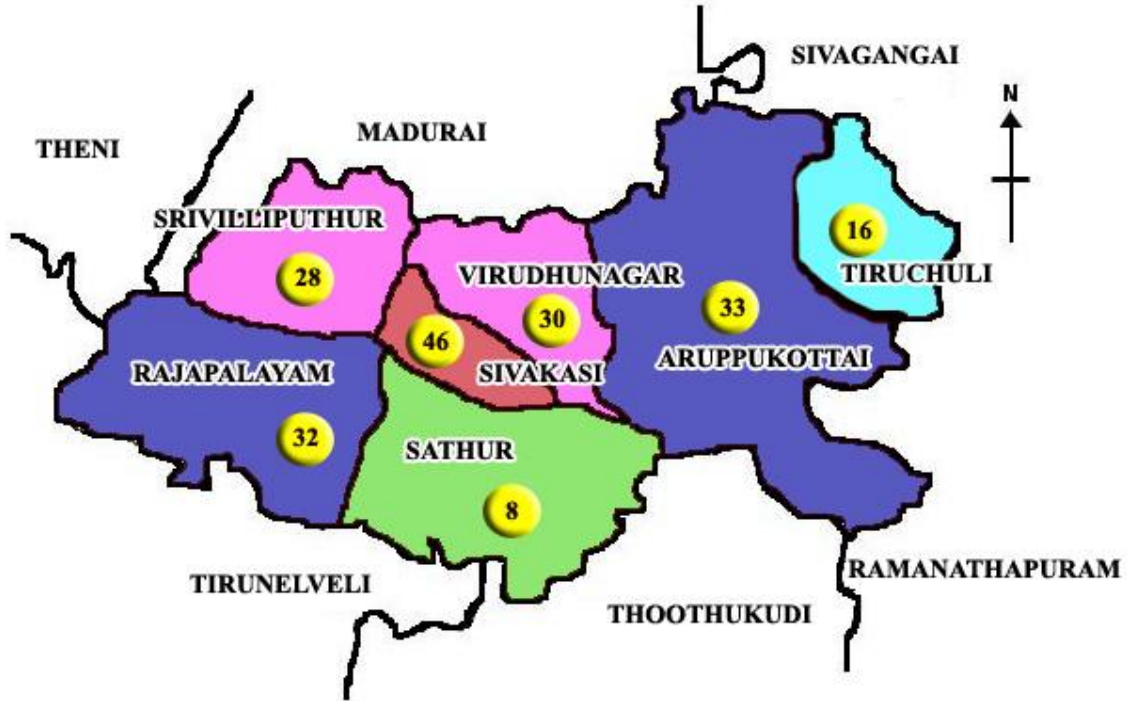 SIVAGANGAI
N
MADURAI
THENI
SRIVILLIPUTHUR
16
28
VIRUDHUNAGAR
TIRUCHULI
30
33
46
RAJAPALAYAM
SIVAKASI
ARUPPUKOTTAI
32
SATHUR
8
TIRUNELVELI
RAMANATHAPURAM
THOOTHUKUDI